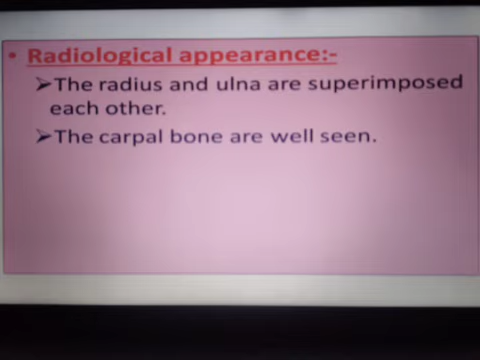 • Radiological appearance:-
➢The radius and ulna are superimposed
each other.
➢The carpal bone are well seen.